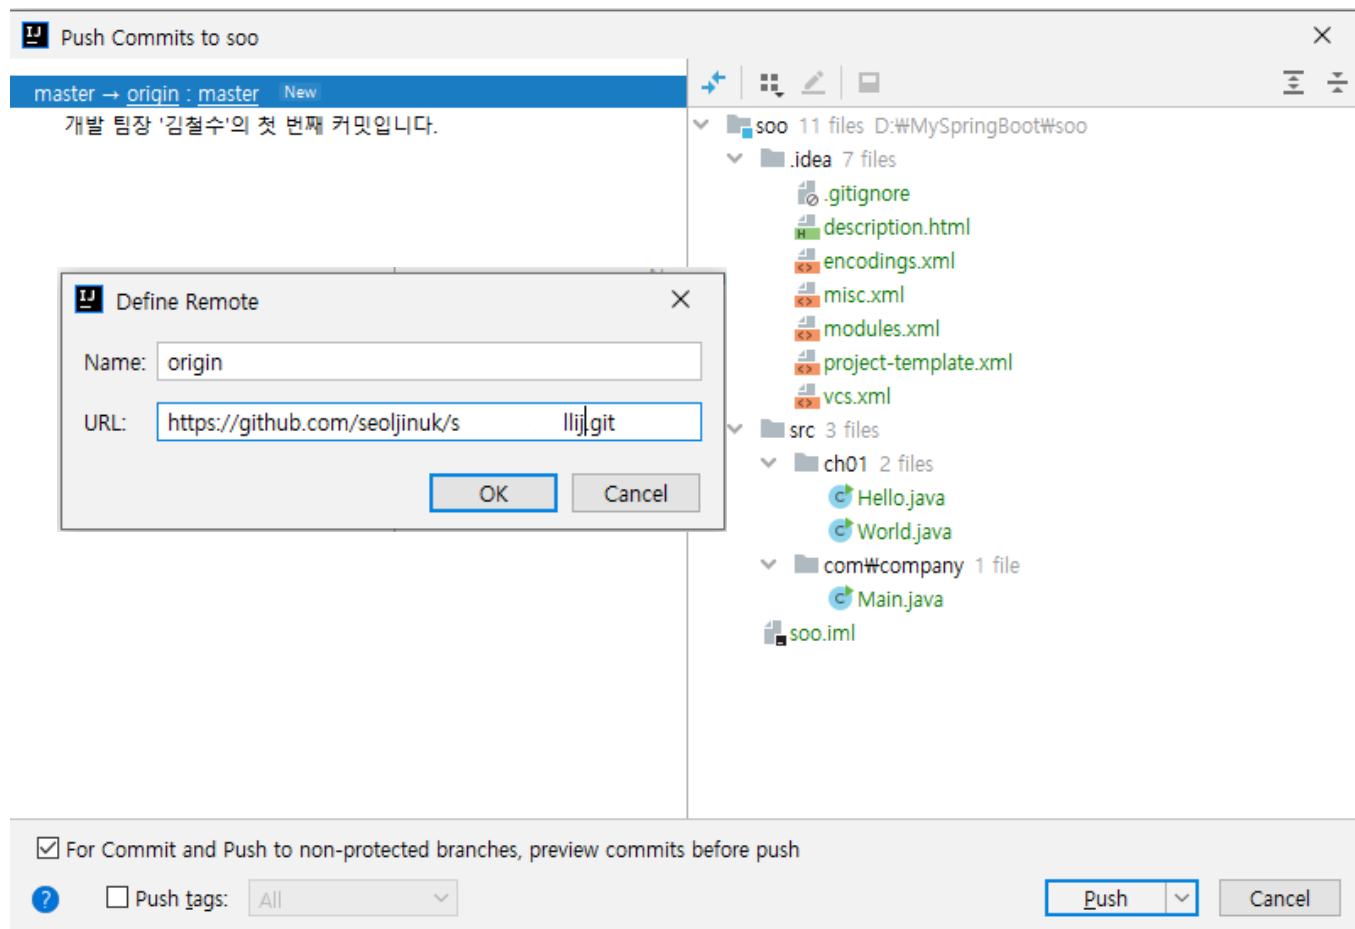 Push Commits to soo
master → origin : master New
개발 팀장 '김철수'의 첫 번째 커밋입니다.
Define Remote
Name: origin
URL: https://github.com/seoljinuk/s llij.git
OK Cancel
soo 11 files D:₩MySpringBoot₩soo
.idea 7 files
.gitignore
description.html
encodings.xml
misc.xml
modules.xml
project-template.xml
vcs.xml
src 3 files
ch01 2 files
Hello.java
World.java
com₩company 1 file
Main.java
soo.iml
For Commit and Push to non-protected branches, preview commits before push
Push tags: All
Push Cancel